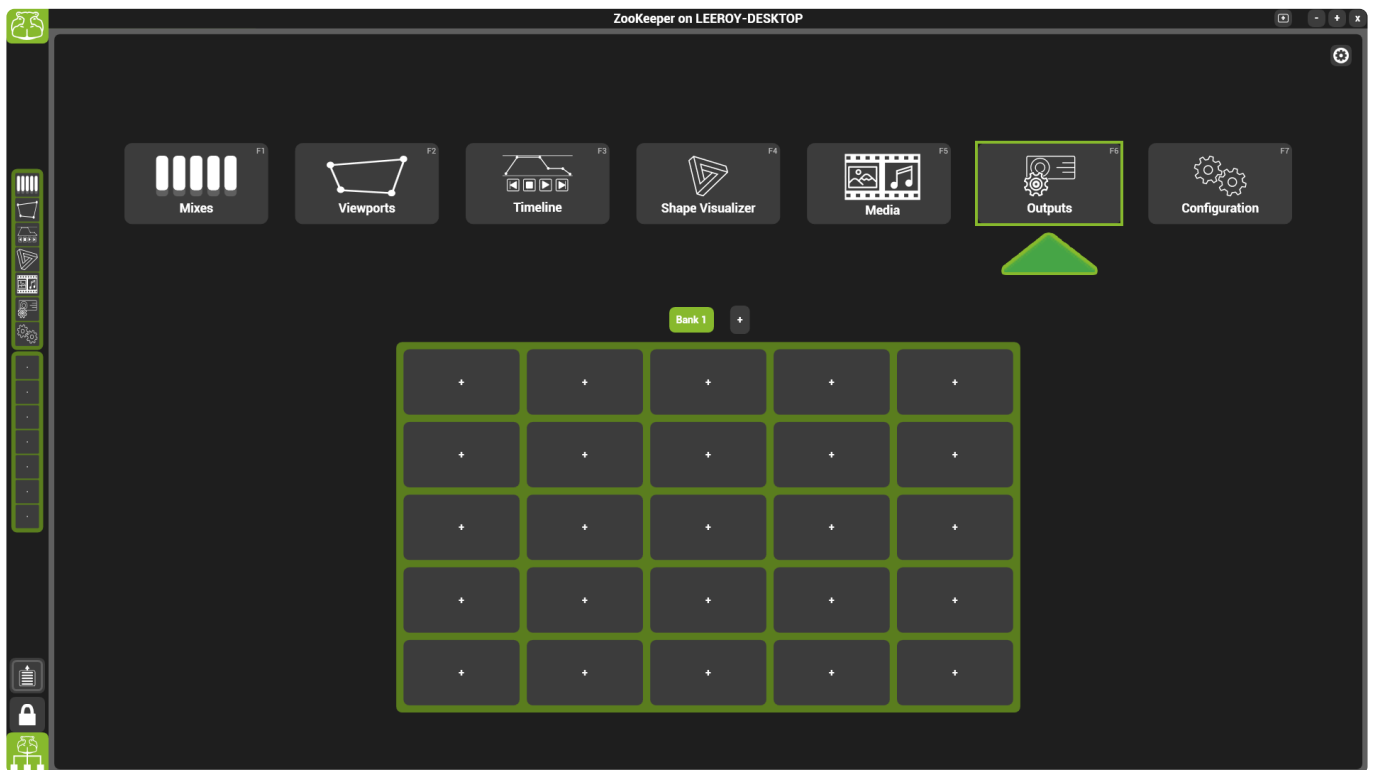 ZooKeeper on LEEROY-DESKTOP
- + x
F1
Mixes
F2
Viewports
F3
Timeline
F4
Shape Visualizer
F5
Media
F6
Outputs
F7
Configuration
Bank 1 +
+ + + + +
+ + + + +
+ + + + +
+ + + + +
+ + + + +